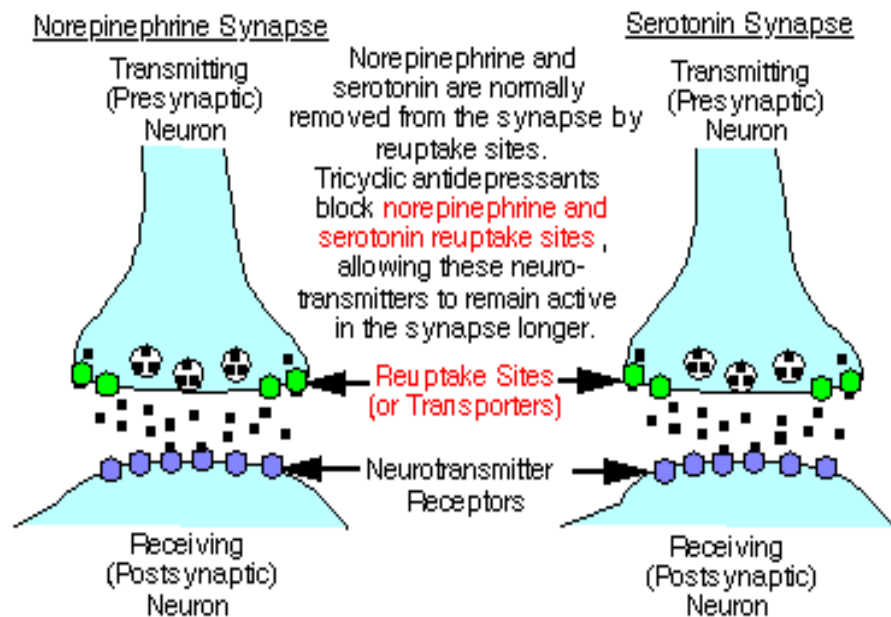 Norepinephrine Synapse
Transmitting
(Presynaptic)
Neuron
Norepinephrine and
serotonin are normally
removed from the synapse by
reuptake sites.
Tricyclic antidepressants
block norepinephrine and
serotonin reuptake sites ,
allowing these neuro-
transmitters to remain active
in the synapse longer.
Serotonin Synapse
Transmitting
(Presynaptic)
Neuron
Reuptake Sites
(or Transporters)
Neurotransmitter
Receptors
Receiving
(Postsynaptic)
Neuron
Receiving
(Postsynaptic)
Neuron